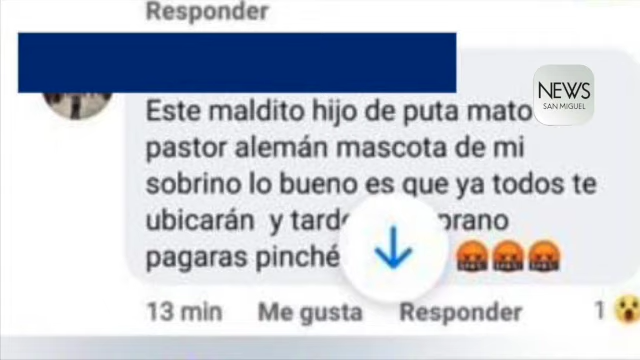 Responder
NEWS
SAN MIGUEL
Este maldito hijo de puta mato
pastor alemán mascota de mi
sobrino lo bueno es que ya todos te
ubicarán y prano
pagaras pinché
13 min Me gusta Responder 1